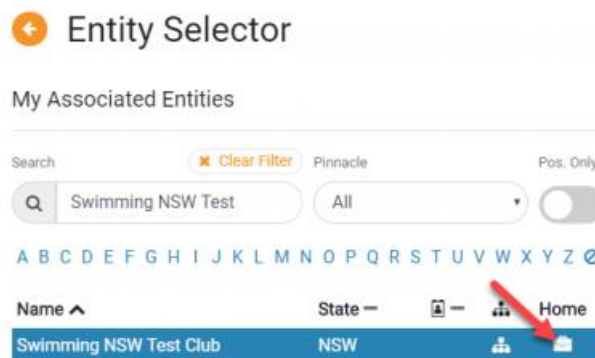 Entity Selector
My Associated Entities
Search Clear Filter Pinnacle Pos. Only
Swimming NSW Test All
A B C D E F G H I J K L M N O P Q R S T U V W X Y Z
Name State Home
Swimming NSW Test Club NSW